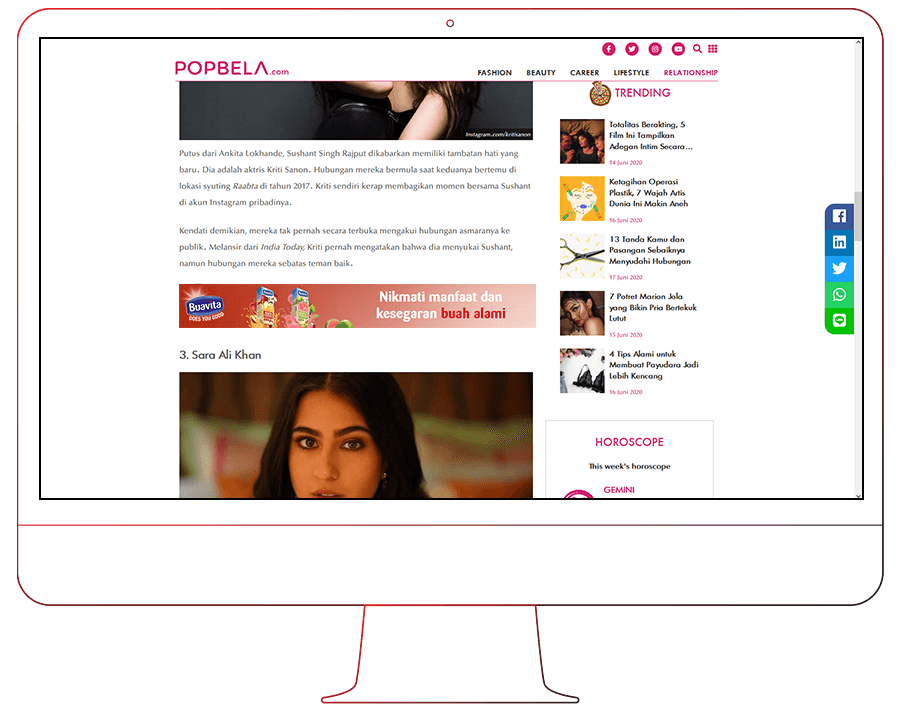 POPBELA.com
FASHION BEAUTY CAREER LIFESTYLE RELATIONSHIP
Instagram.com/kritisanon
Putus dari Ankita Lokhande, Sushant Singh Rajput dikabarkan memiliki tambatan hati yang
baru. Dia adalah aktris Kriti Sanon. Hubungan mereka bermula saat keduanya bertemu di
lokasi syuting Raabta di tahun 2017. Kriti sendiri kerap membagikan momen bersama Sushant
di akun Instagram pribadinya.
Kendati demikian, mereka tak pernah secara terbuka mengakui hubungan asmaranya ke
publik. Melansir dari India Today, Kriti pernah mengatakan bahwa dia menyukai Sushant,
namun hubungan mereka sebatas teman baik.
Buavita
DOES YOU GOOD
Nikmati manfaat dan
kesegaran buah alami
3. Sara Ali Khan
TRENDING
Totalitas Berakting, 5
Film Ini Tampilkan
Adegan Intim Secara...
14 Juni 2020
Ketagihan Operasi
Plastik, 7 Wajah Artis
Dunia Ini Makin Aneh
16 Juni 2020
13 Tanda Kamu dan
Pasangan Sebaiknya
Menyudahi Hubungan
17 Juni 2020
7 Potret Marion Jola
yang Bikin Pria Bertekuk
Lutut
15 Juni 2020
4 Tips Alami untuk
Membuat Payudara Jadi
Lebih Kencang
16 Juni 2020
HOROSCOPE
This week's horoscope
GEMINI